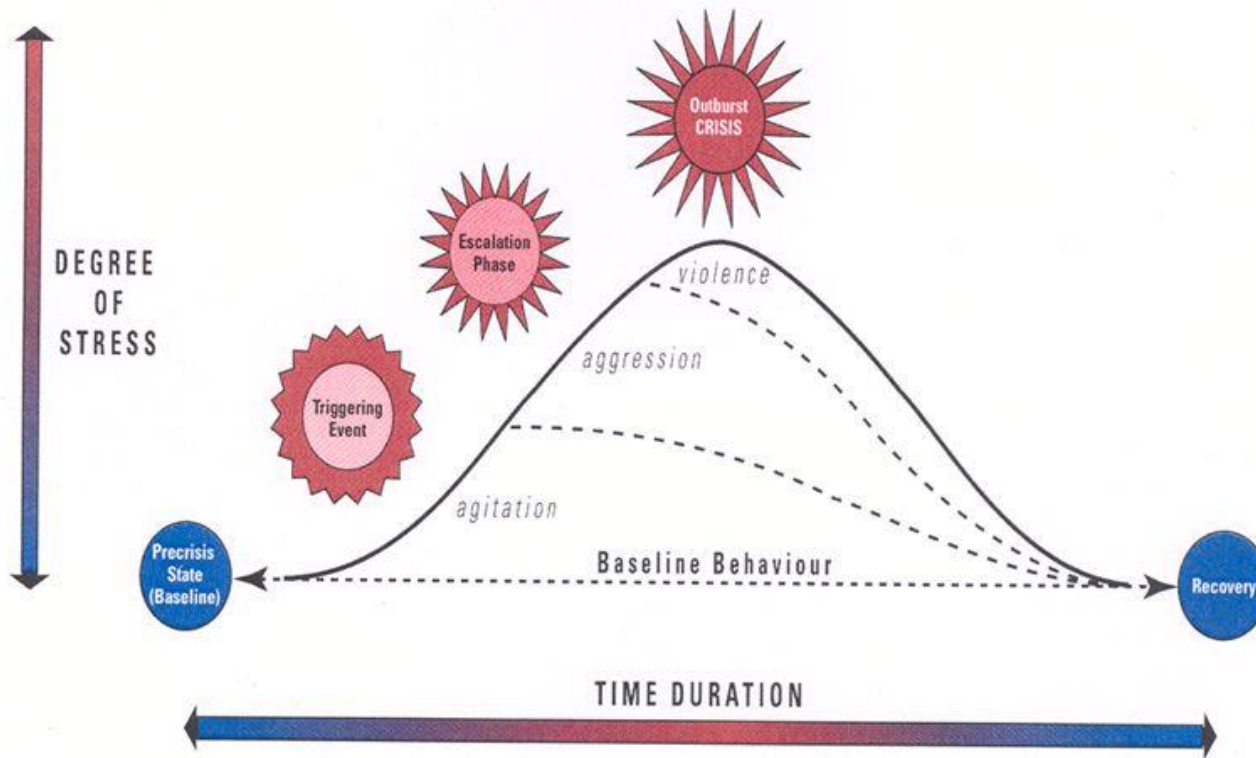 Outburst
CRISIS
Escalation
Phase
violence
DEGREE
OF
STRESS
aggression
Triggering
Event
agitation
Precrisis
State
(Baseline)
Baseline Behaviour
Recovery
TIME DURATION